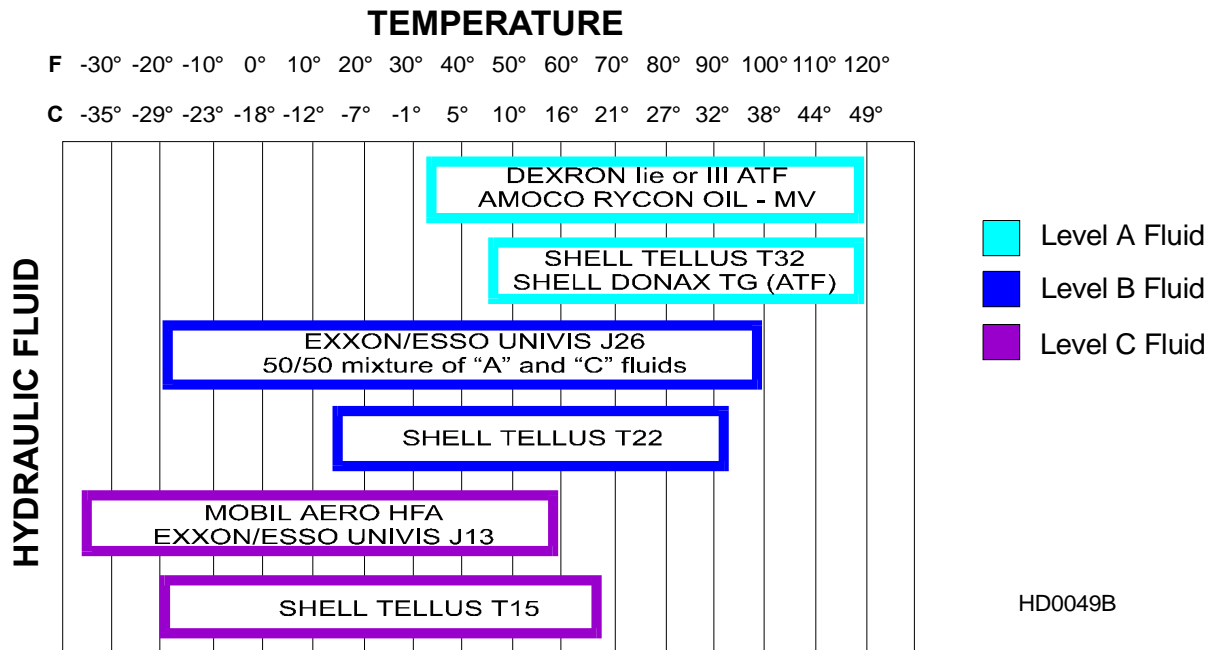 TEMPERATURE
F -30° -20° -10° 0° 10° 20° 30° 40° 50° 60° 70° 80° 90° 100° 110° 120°
C -35° -29° -23° -18° -12° -7° -1° 5° 10° 16° 21° 27° 32° 38° 44° 49°
HYDRAULIC FLUID
DEXRON IIe or III ATF
AMOCO RYCON OIL - MV
SHELL TELLUS T32
SHELL DONAX TG (ATF)
EXXON/ESSO UNIVIS J26
50/50 mixture of “A” and “C” fluids
SHELL TELLUS T22
MOBIL AERO HFA
EXXON/ESSO UNIVIS J13
SHELL TELLUS T15
Level A Fluid
Level B Fluid
Level C Fluid
HD0049B